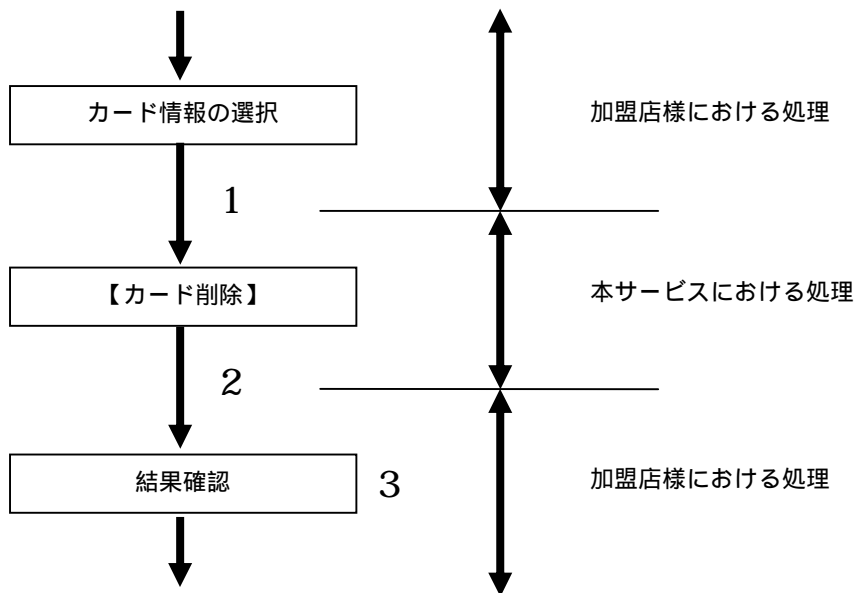 カード情報の選択
加盟店様における処理
1
【カード削除】
本サービスにおける処理
2
結果確認
3
加盟店様における処理